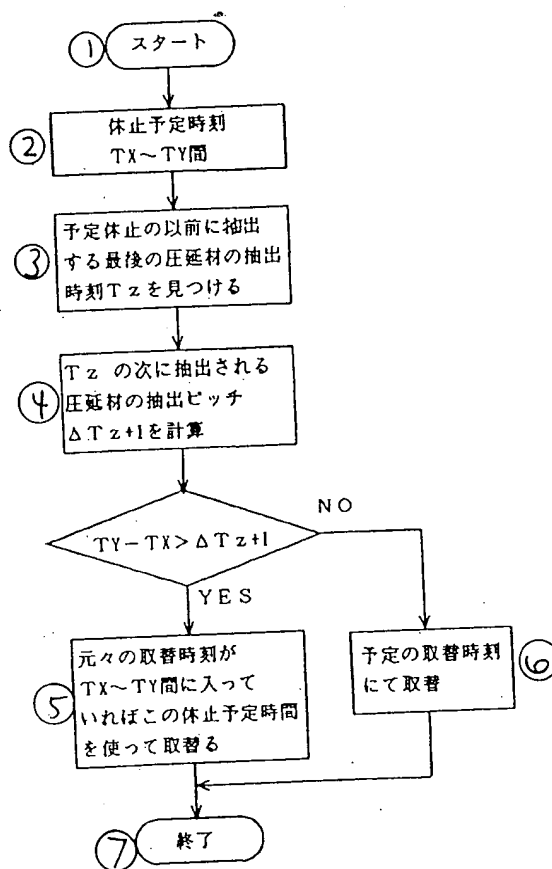 ① スタート
② 休止予定時刻
TX～TY間
③ 予定休止の以前に抽出
する最後の圧延材の抽出
時刻Tzを見つける
④ Tz の次に抽出される
圧延材の抽出ピッチ
ΔTz+1を計算
TY－TX＞ΔTz+1
NO
YES
⑤ 元々の取替時刻が
TX～TY間に入って
いればこの休止予定時間
を使って取替る
⑥ 予定の取替時刻
にて取替
⑦ 終了